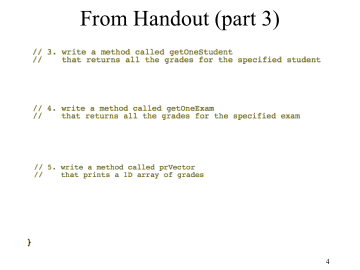 From Handout (part 3)
// 3. write a method called getOneStudent
//    that returns all the grades for the specified student
// 4. write a method called getOneExam
//    that returns all the grades for the specified exam
// 5. write a method called prVector
//    that prints a 1D array of grades
}
4